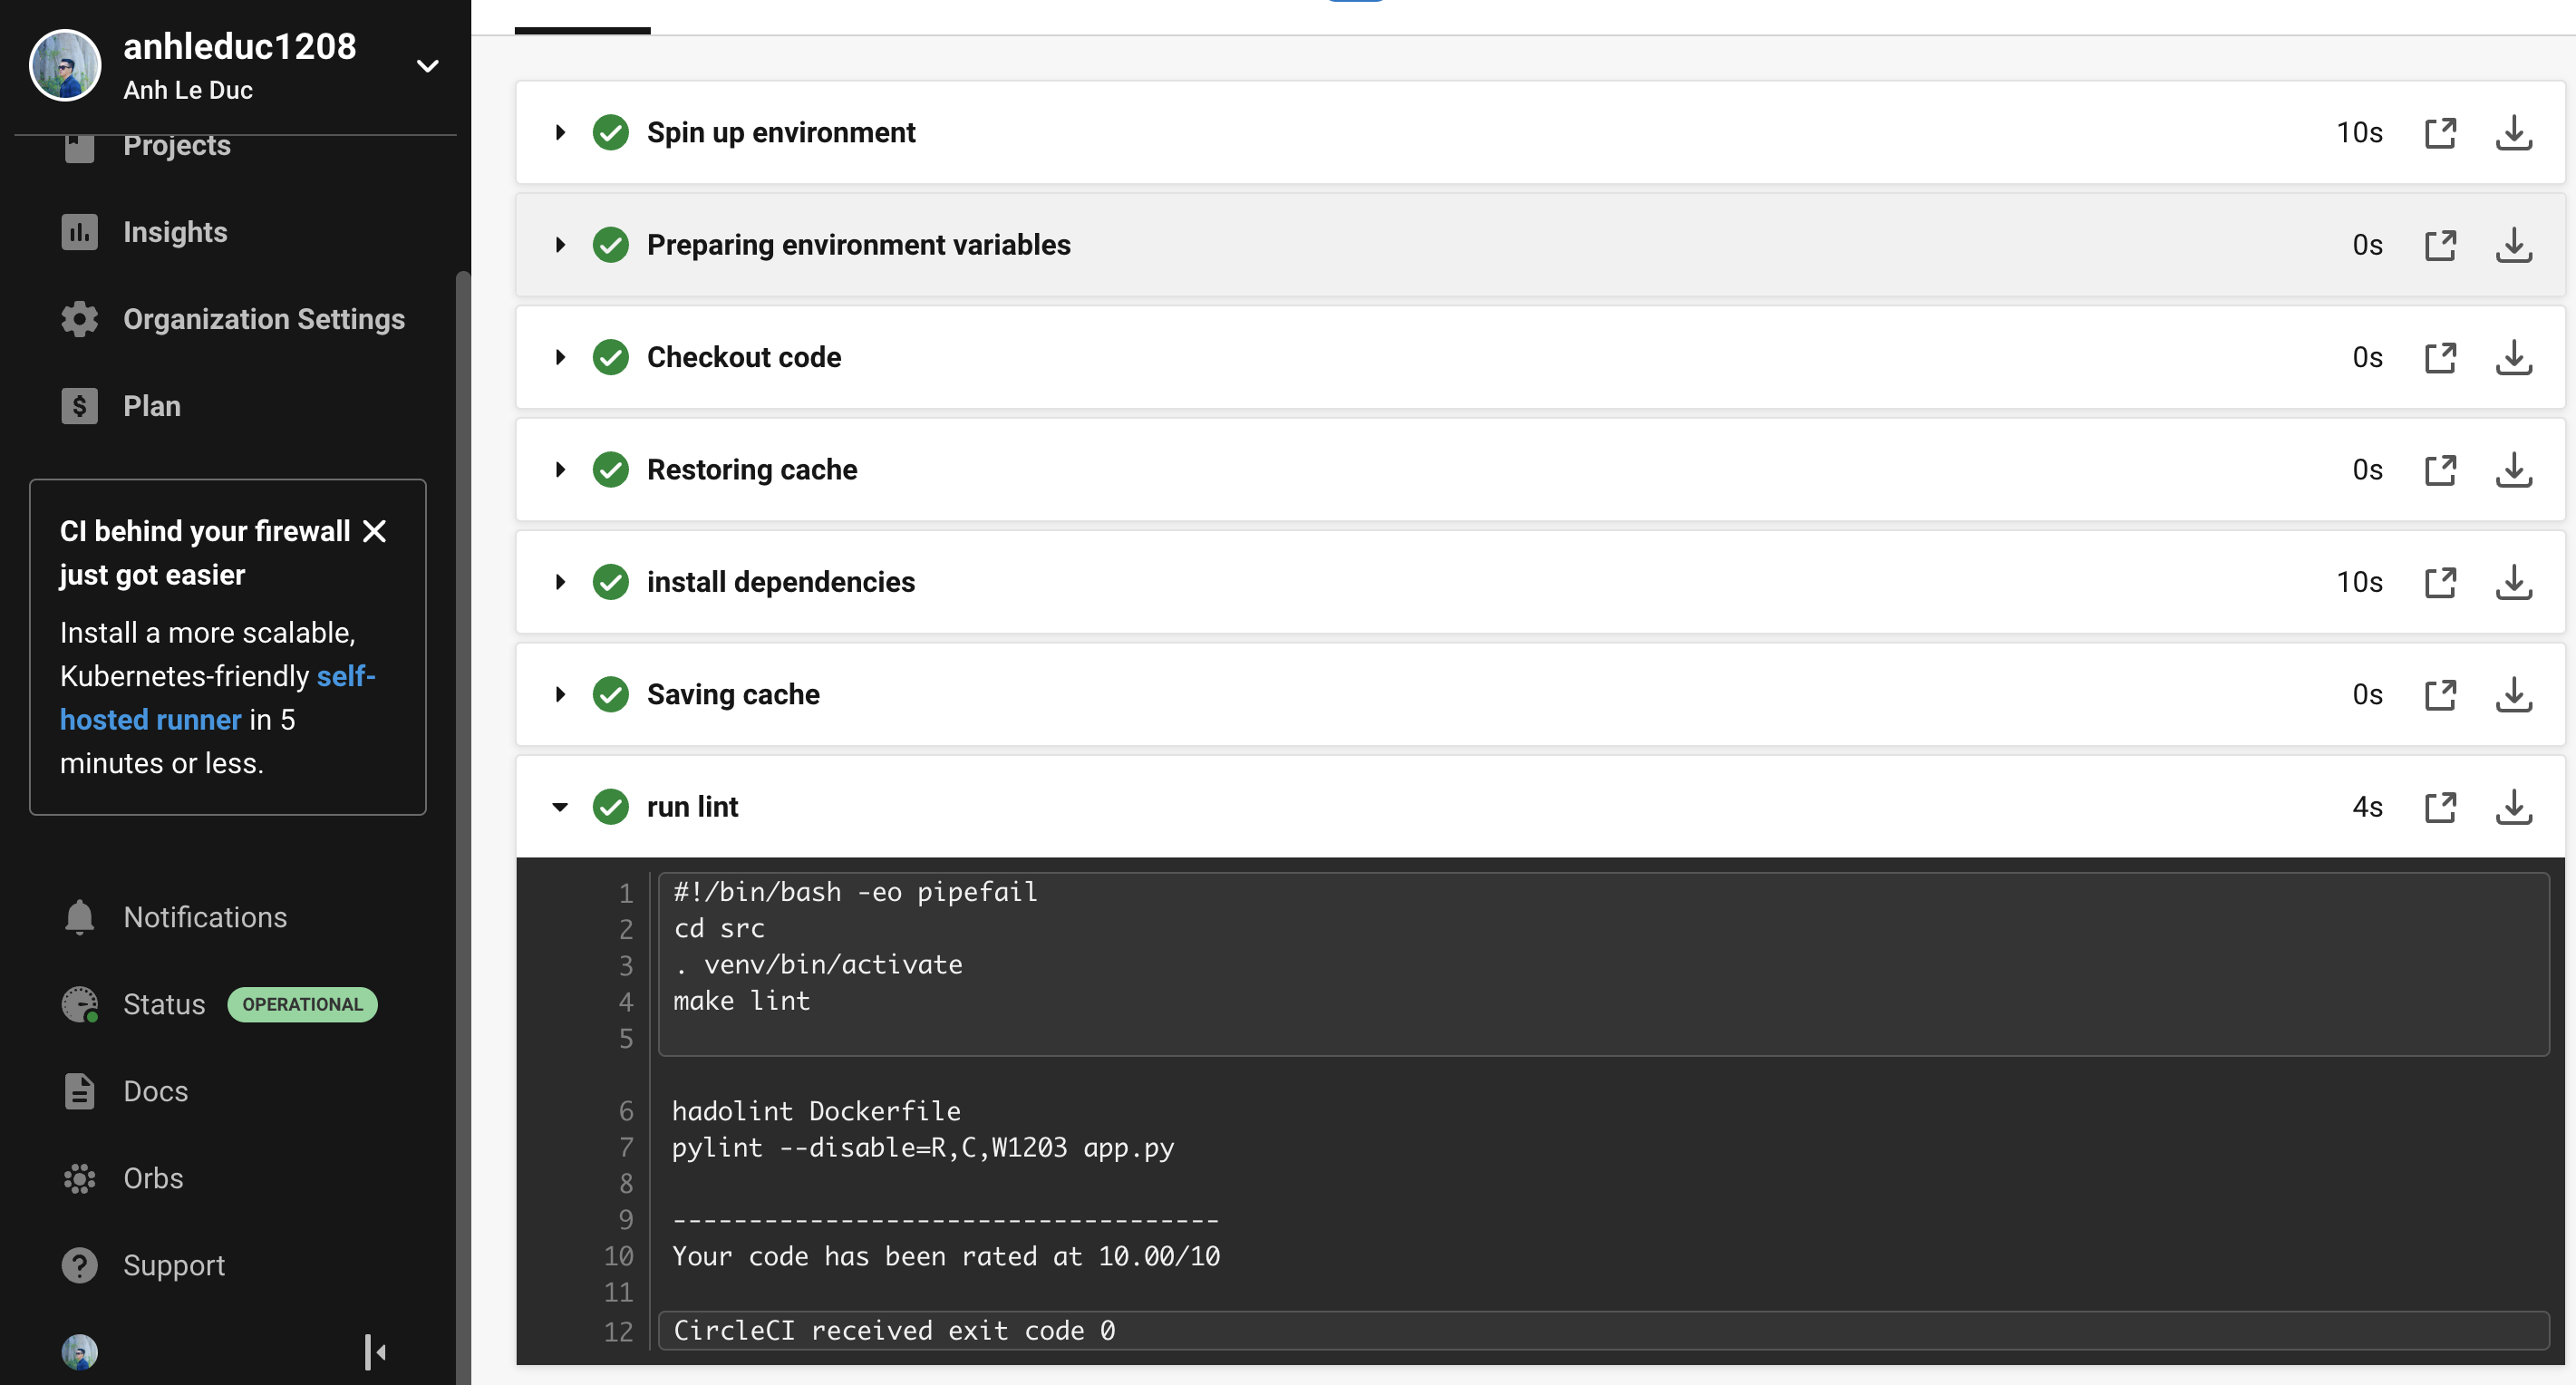 anhleduc1208
Anh Le Duc
Projects
Insights
Organization Settings
Plan
CI behind your firewall
just got easier
Install a more scalable,
Kubernetes-friendly self-
hosted runner in 5
minutes or less.
Notifications
Status OPERATIONAL
Docs
Orbs
Support
Spin up environment 10s
Preparing environment variables 0s
Checkout code 0s
Restoring cache 0s
install dependencies 10s
Saving cache 0s
run lint 4s
1 #!/bin/bash -eo pipefail
2 cd src
3 . venv/bin/activate
4 make lint
5
6 hadolint Dockerfile
7 pylint --disable=R,C,W1203 app.py
8
9 ------------------------------------
10 Your code has been rated at 10.00/10
11
12 CircleCI received exit code 0